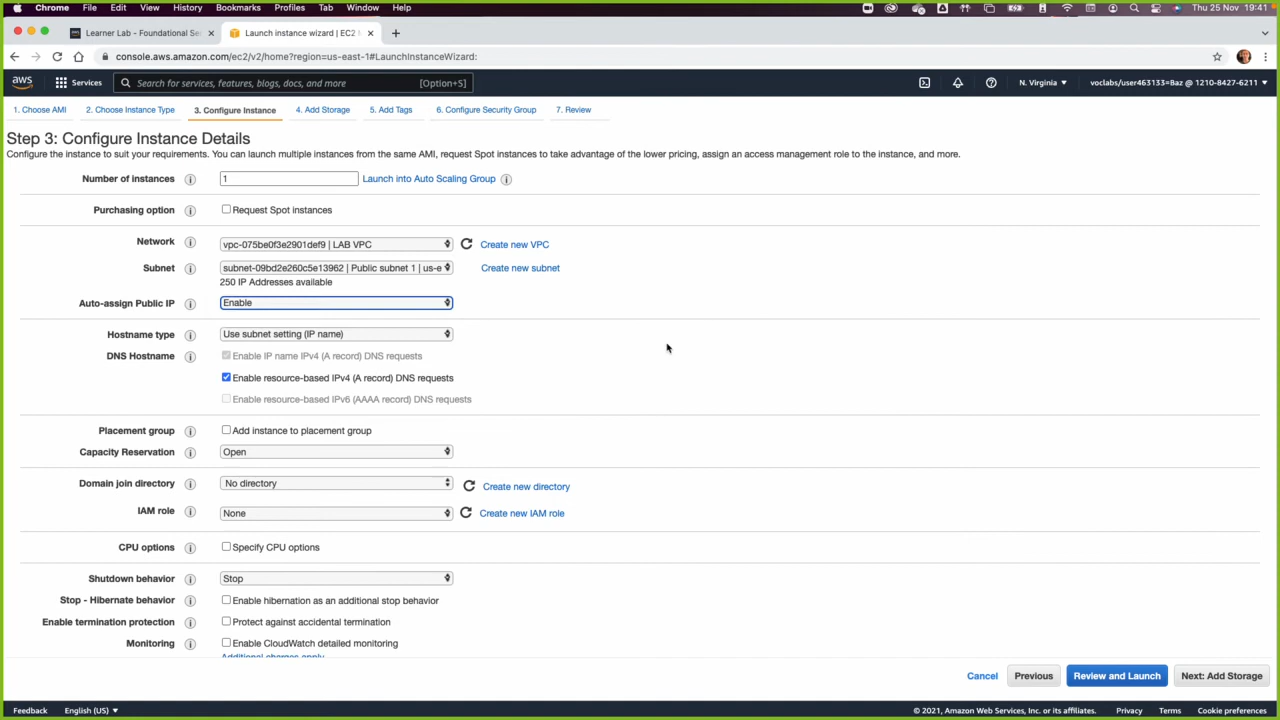 Chrome File Edit View History Bookmarks Profiles Tab Window Help Thu 25 Nov 19:41
Learner Lab - Foundational Se Launch instance wizard | EC2
console.aws.amazon.com/ec2/v2/home?region=us-east-1#LaunchInstanceWizard:
aws Services Search for services, features, blogs, docs, and more [Option+S] N. Virginia voclabs/user463133=Baz @ 1210-8427-6211
1. Choose AMI 2. Choose Instance Type 3. Configure Instance 4. Add Storage 5. Add Tags 6. Configure Security Group 7. Review
Step 3: Configure Instance Details
Configure the instance to suit your requirements. You can launch multiple instances from the same AMI, request Spot instances to take advantage of the lower pricing, assign an access management role to the instance, and more.
Number of instances 1 Launch into Auto Scaling Group
Purchasing option Request Spot instances
Network vpc-075be0f3e2901def9 | LAB VPC Create new VPC
Subnet subnet-09bd2e260c5e13962 | Public subnet 1 | us-e Create new subnet
250 IP Addresses available
Auto-assign Public IP Enable
Hostname type Use subnet setting (IP name)
DNS Hostname Enable IP name IPv4 (A record) DNS requests
Enable resource-based IPv4 (A record) DNS requests
Enable resource-based IPv6 (AAAA record) DNS requests
Placement group Add instance to placement group
Capacity Reservation Open
Domain join directory No directory Create new directory
IAM role None Create new IAM role
CPU options Specify CPU options
Shutdown behavior Stop
Stop - Hibernate behavior Enable hibernation as an additional stop behavior
Enable termination protection Protect against accidental termination
Monitoring Enable CloudWatch detailed monitoring
Additional charges apply
Cancel Previous Review and Launch Next: Add Storage
Feedback English (US) © 2021, Amazon Web Services, Inc. or its affiliates. Privacy Terms Cookie preferences